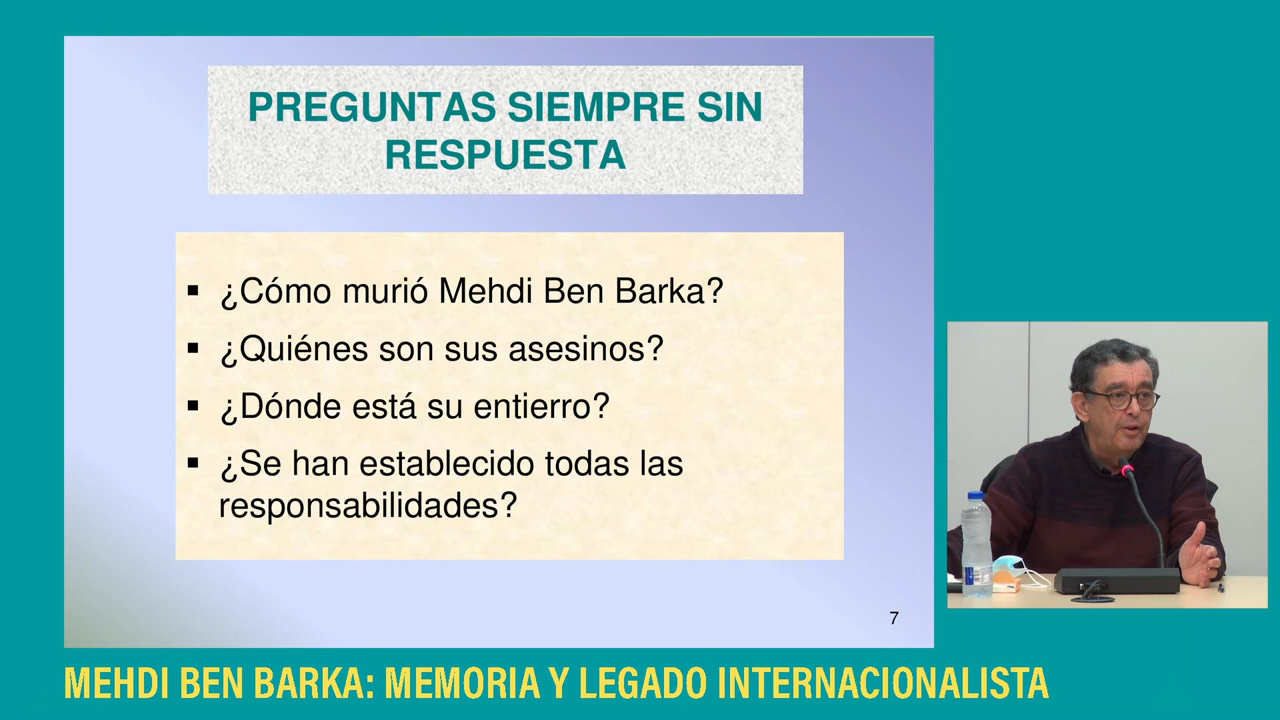 PREGUNTAS SIEMPRE SIN
RESPUESTA
▪ ¿Cómo murió Mehdi Ben Barka?
▪ ¿Quiénes son sus asesinos?
▪ ¿Dónde está su entierro?
▪ ¿Se han establecido todas las
responsabilidades?
7
MEHDI BEN BARKA: MEMORIA Y LEGADO INTERNACIONALISTA